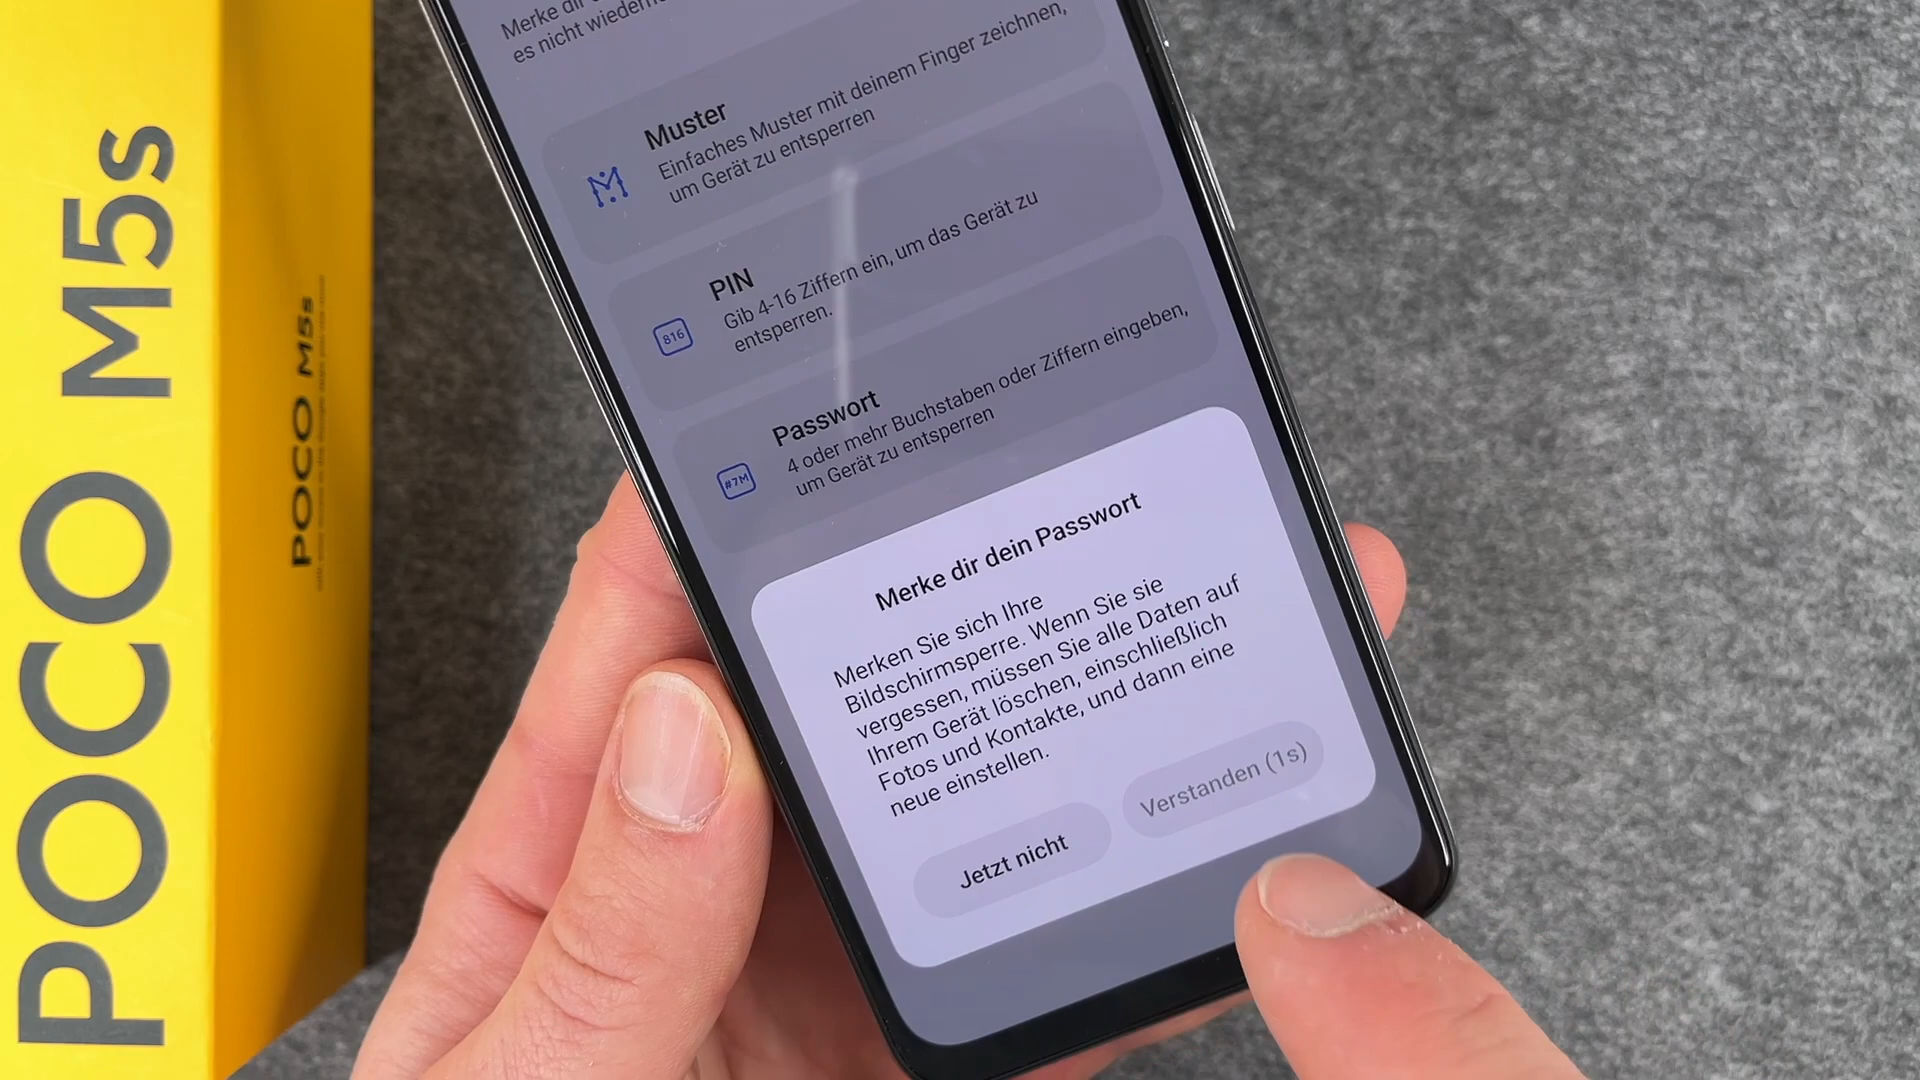 POCO M5s
POCO M5s
Merke dir
es nicht
Muster
Einfaches Muster mit deinem Finger zeichnen,
um Gerät zu entsperren
816
PIN
Gib 4-16 Ziffern ein, um das Gerät zu
entsperren.
#7M
Passwort
4 oder mehr Buchstaben oder Ziffern eingeben,
um Gerät zu entsperren
Merke dir dein Passwort
Merken Sie sich Ihre
Bildschirmsperre. Wenn Sie sie
vergessen, müssen Sie alle Daten auf
Ihrem Gerät löschen, einschließlich
Fotos und Kontakte, und dann eine
neue einstellen.
Jetzt nicht
Verstanden (1s)